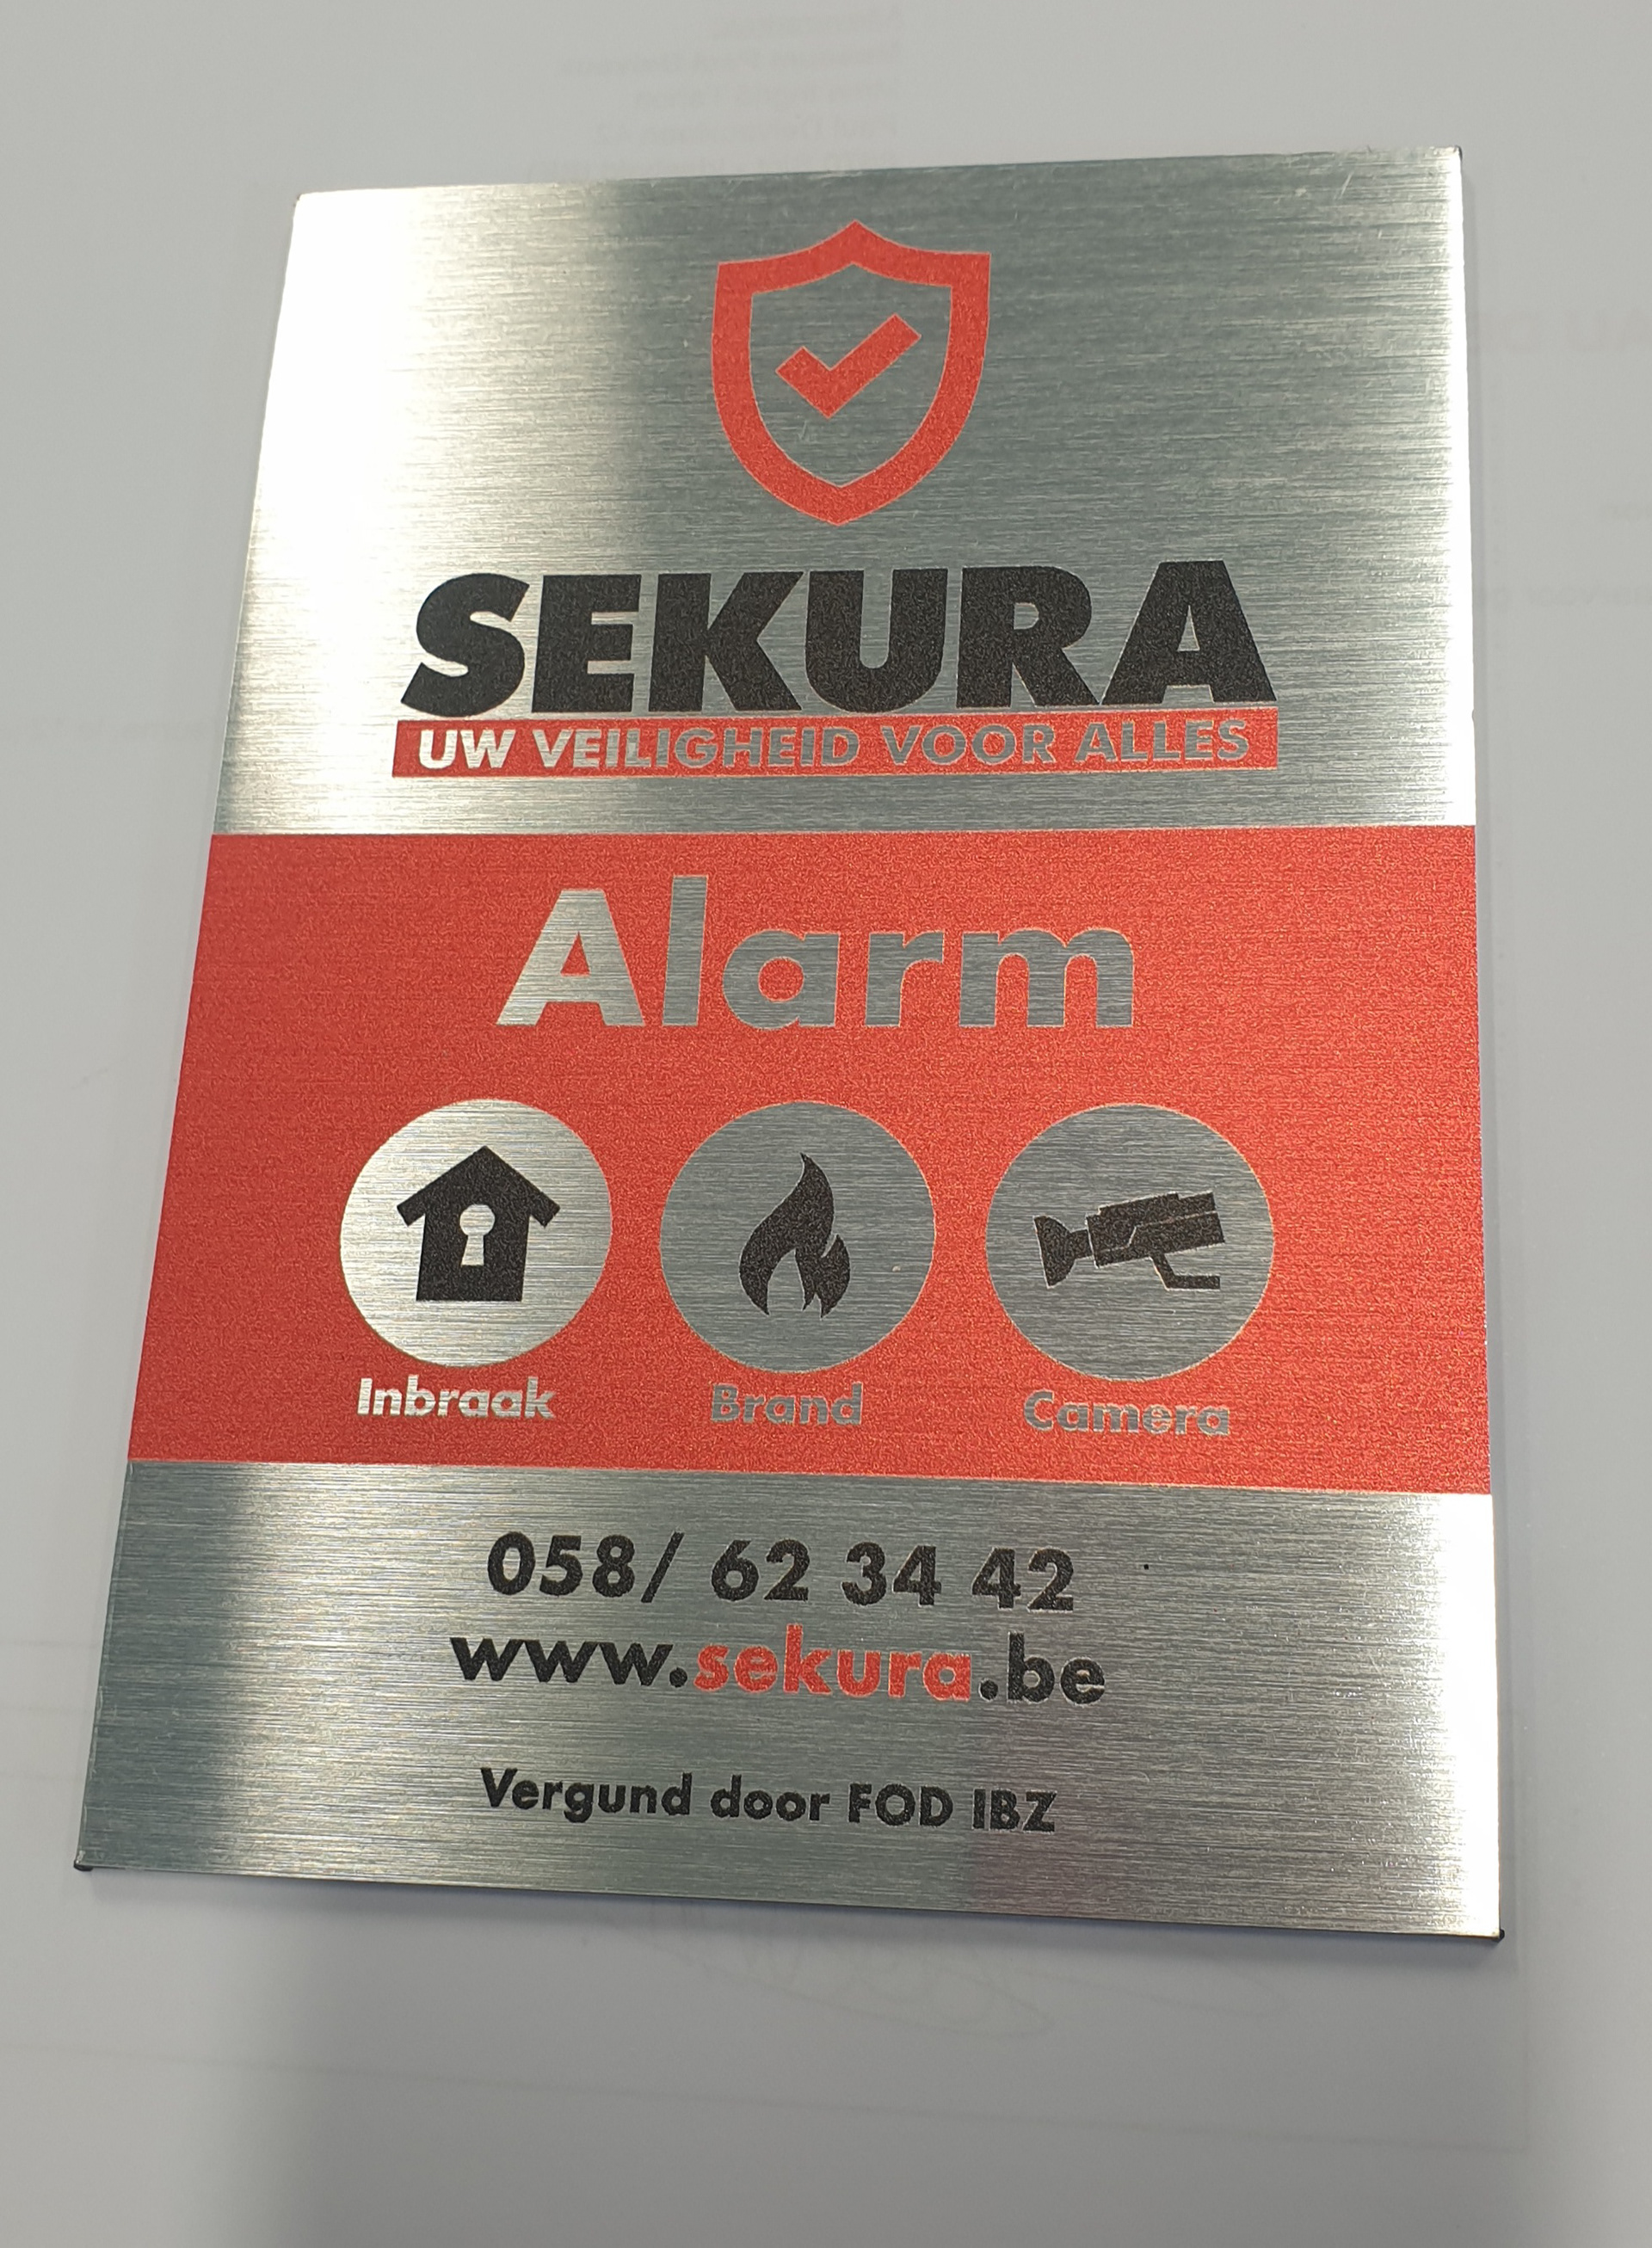 SEKURA
UW VEILIGHEID VOOR ALLES
Alarm
Inbraak Brand Camera
058/ 62 34 42
www.sekura.be
Vergund door FOD IBZ